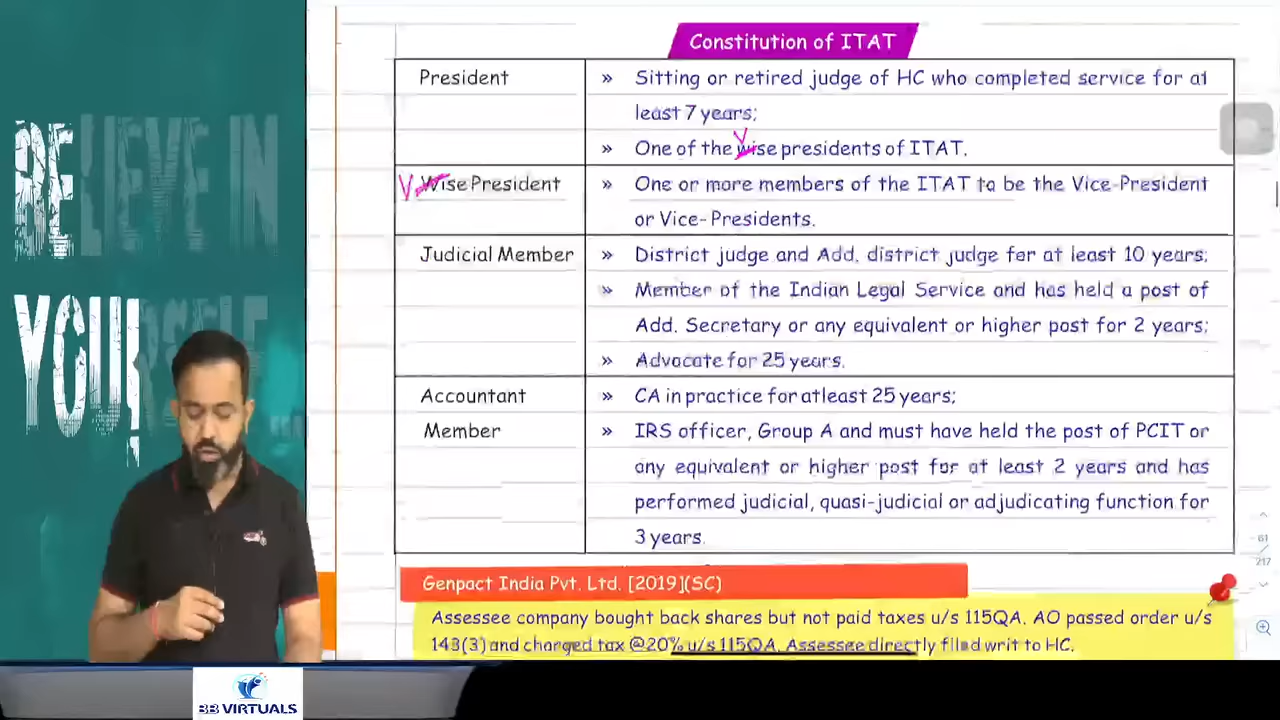 BELIEVE IN
YOURSELF...
Constitution of ITAT
President
» Sitting or retired judge of HC who completed service for at
least 7 years;
» One of the wise presidents of ITAT.
V
V
Wise President
» One or more members of the ITAT to be the Vice-President
or Vice- Presidents.
Judicial Member
» District judge and Add. district judge for at least 10 years;
» Member of the Indian Legal Service and has held a post of
Add. Secretary or any equivalent or higher post for 2 years;
» Advocate for 25 years.
Accountant
Member
» CA in practice for atleast 25 years;
» IRS officer, Group A and must have held the post of PCIT or
any equivalent or higher post for at least 2 years and has
performed judicial, quasi-judicial or adjudicating function for
3 years.
61
/
217
Genpact India Pvt. Ltd. [2019](SC)
Assessee company bought back shares but not paid taxes u/s 115QA. AO passed order u/s
143(3) and charged tax @20% u/s 115QA. Assessee directly filed writ to HC.
BB VIRTUALS